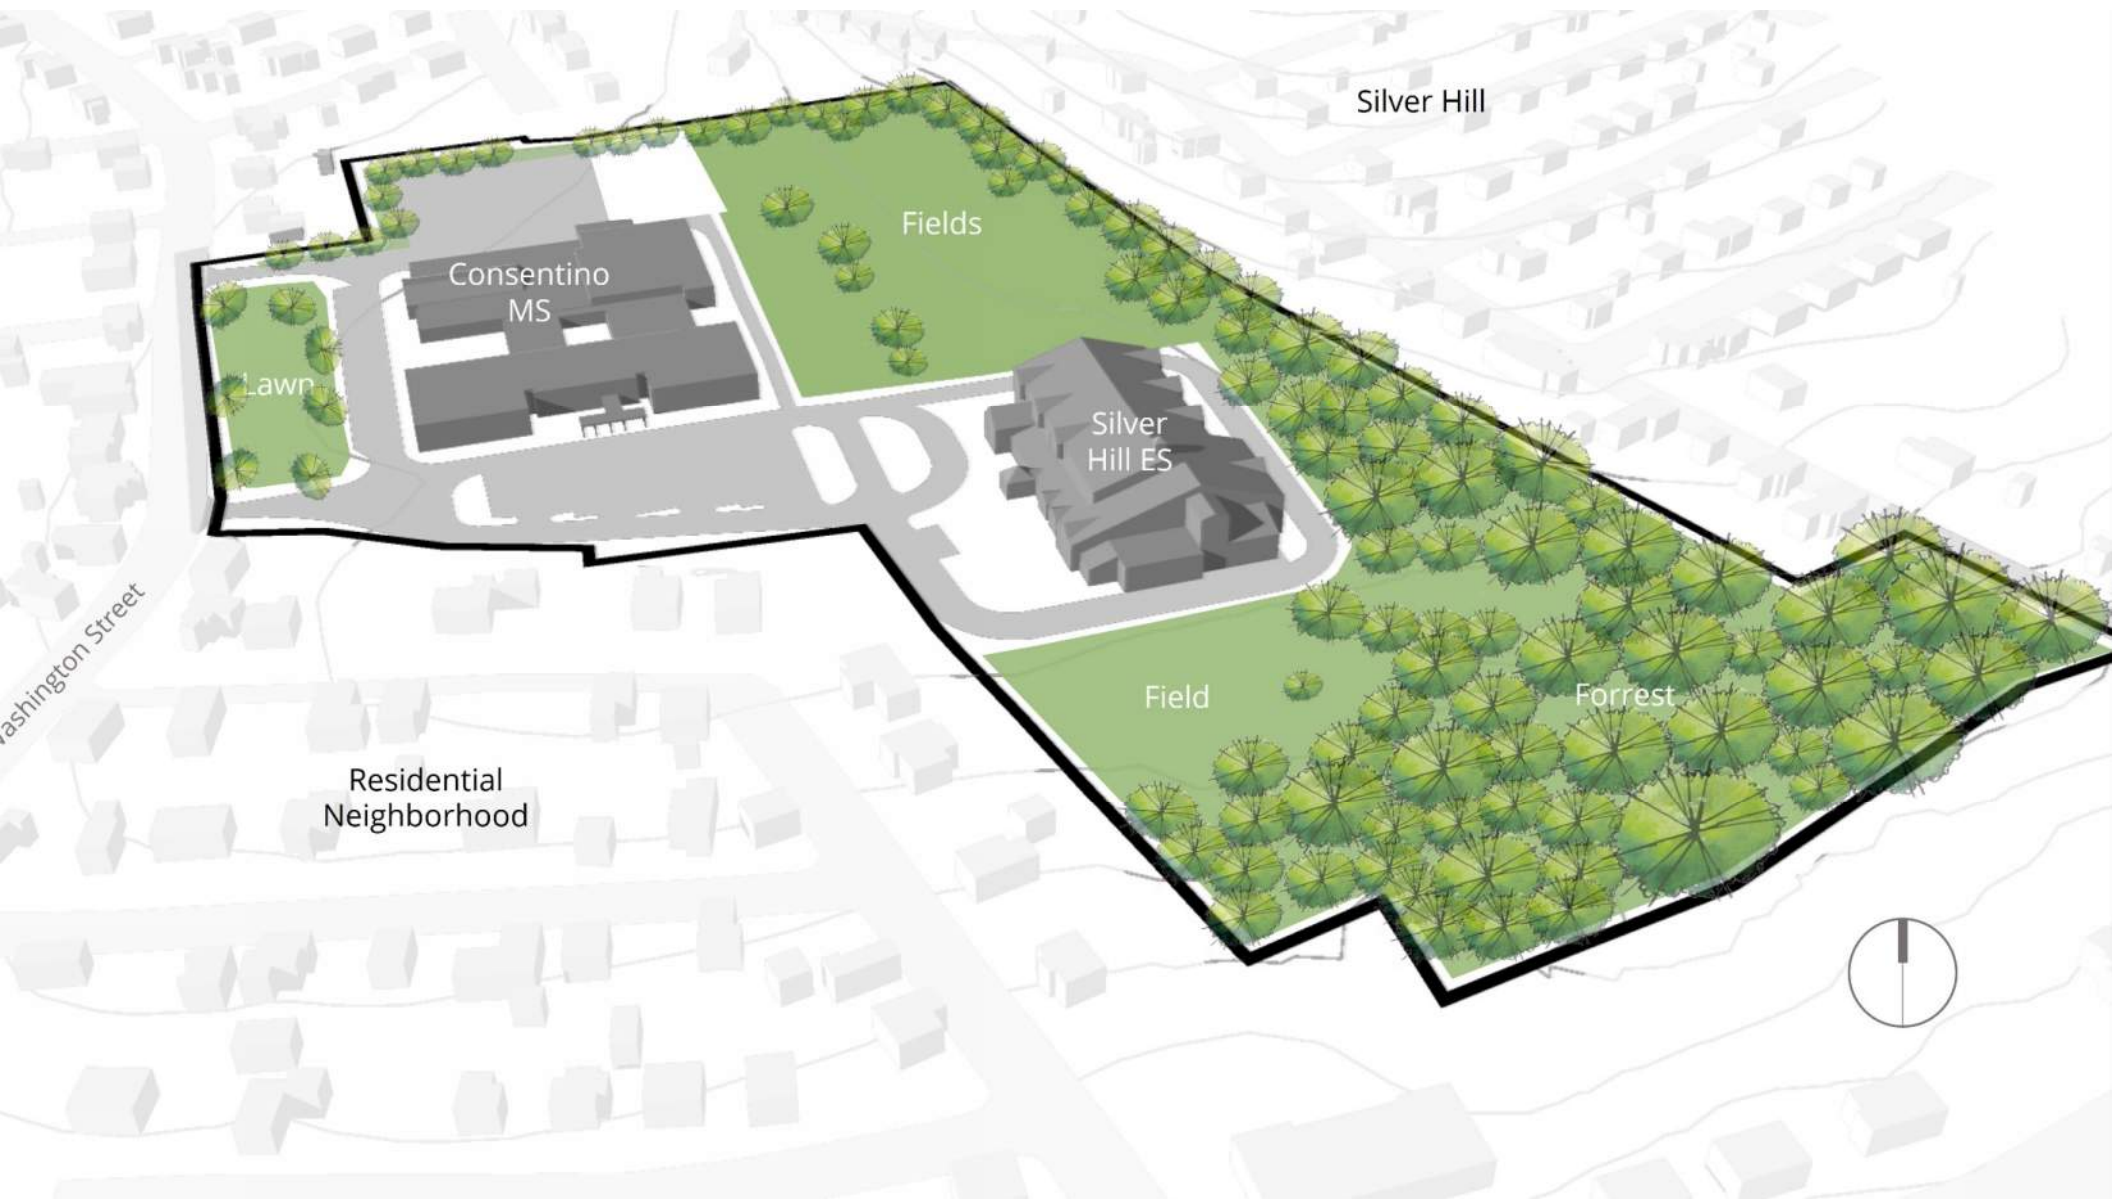 Silver Hill
Fields
Consentino
MS
Lawn
Silver
Hill ES
Washington Street
Field
Forrest
Residential
Neighborhood